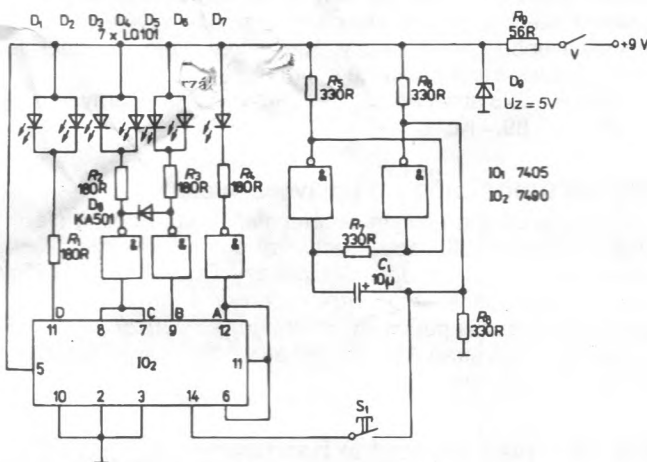 D1 D2 D3 D4 D5 D6 D7
7 x LQ101
R9
56R
V
+9 V
R5
330R
R6
330R
D9
Uz = 5V
R2
180R
R3
180R
R4
180R
D8
KA501
&
&
&
&
&
IO1 7405
IO2 7490
R1
180R
R7
330R
C1
10µ
+
R8
330R
D C B A
11 8 7 9 12
5
IO2
11
10 2 3 14 6
S1